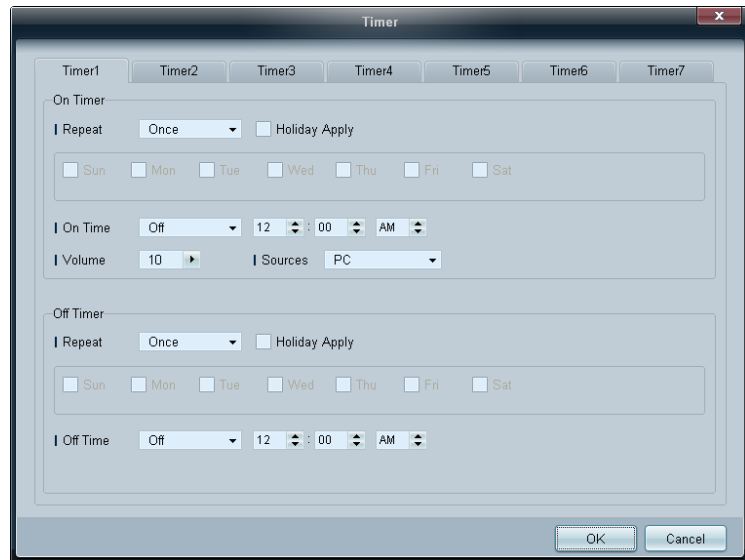 Timer
x
Timer1 Timer2 Timer3 Timer4 Timer5 Timer6 Timer7
On Timer
Repeat Once Holiday Apply
Sun Mon Tue Wed Thu Fri Sat
On Time Off 12 : 00 AM
Volume 10 Sources PC
Off Timer
Repeat Once Holiday Apply
Sun Mon Tue Wed Thu Fri Sat
Off Time Off 12 : 00 AM
OK Cancel